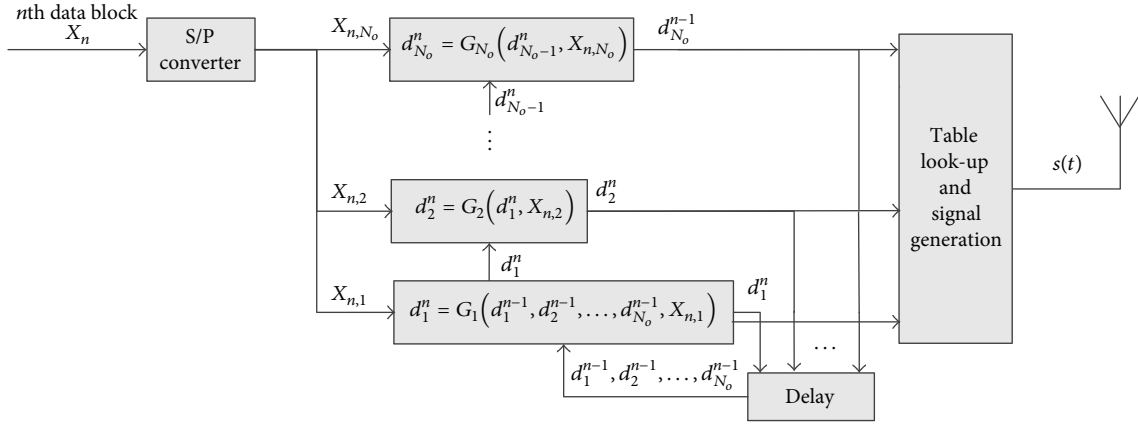 nth data block
Xₙ
S/P
converter
X_{n,N_o}
d^n_{N_o} = G_{N_o}(d^n_{N_o−1}, X_{n,N_o})
d^{n−1}_{N_o}
d^n_{N_o−1}
⋮
X_{n,2}
d^n_2 = G_2(d^n_1, X_{n,2})
d^n_2
d^n_1
X_{n,1}
d^n_1 = G_1(d^{n−1}_1, d^{n−1}_2, …, d^{n−1}_{N_o}, X_{n,1})
d^n_1
…
d^{n−1}_1, d^{n−1}_2, …, d^{n−1}_{N_o}
Delay
Table
look-up
and
signal
generation
s(t)